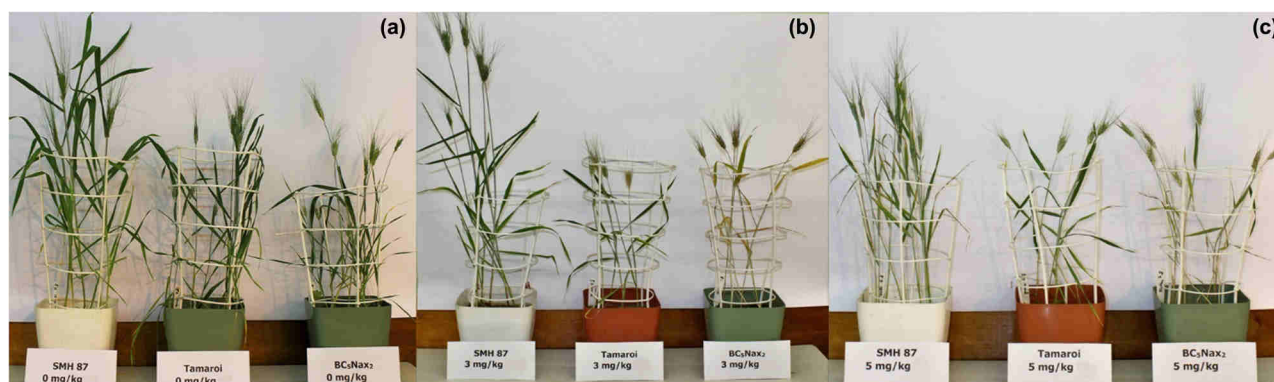 (a)
SMH 87
0 mg/kg
Tamaroi
0 mg/kg
BC₅Nax₂
0 mg/kg
(b)
SMH 87
3 mg/kg
Tamaroi
3 mg/kg
BC₅Nax₂
3 mg/kg
(c)
SMH 87
5 mg/kg
Tamaroi
5 mg/kg
BC₅Nax₂
5 mg/kg